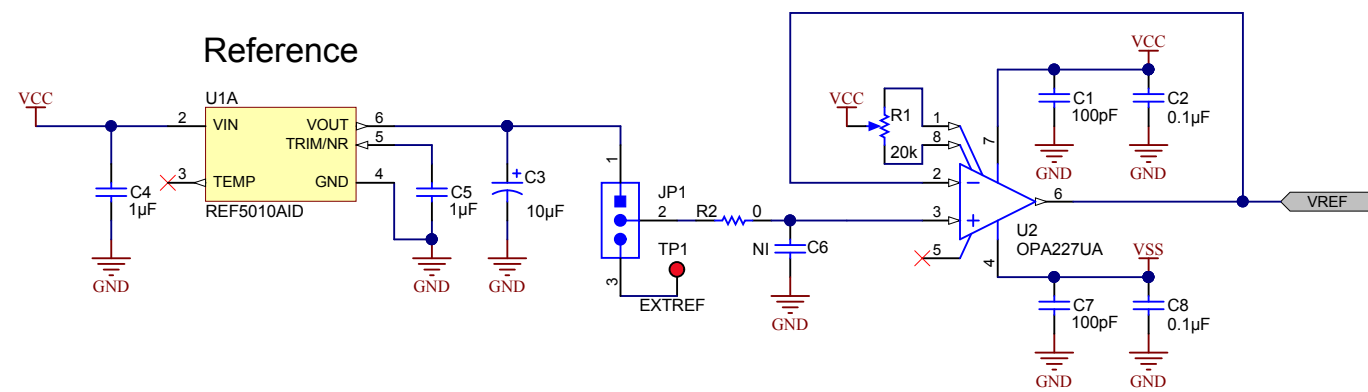 Reference
VCC
U1A
2
VIN
VOUT
6
TRIM/NR
5
3
TEMP
GND
4
REF5010AID
C4
1µF
GND
C5
1µF
GND
+
C3
10µF
GND
1
JP1
2
3
TP1
EXTREF
R2
0
NI
C6
GND
VCC
R1
20k
1
8
2
3
5
7
4
6
U2
OPA227UA
VCC
C1
100pF
GND
C2
0.1µF
GND
VSS
C7
100pF
GND
C8
0.1µF
GND
VREF